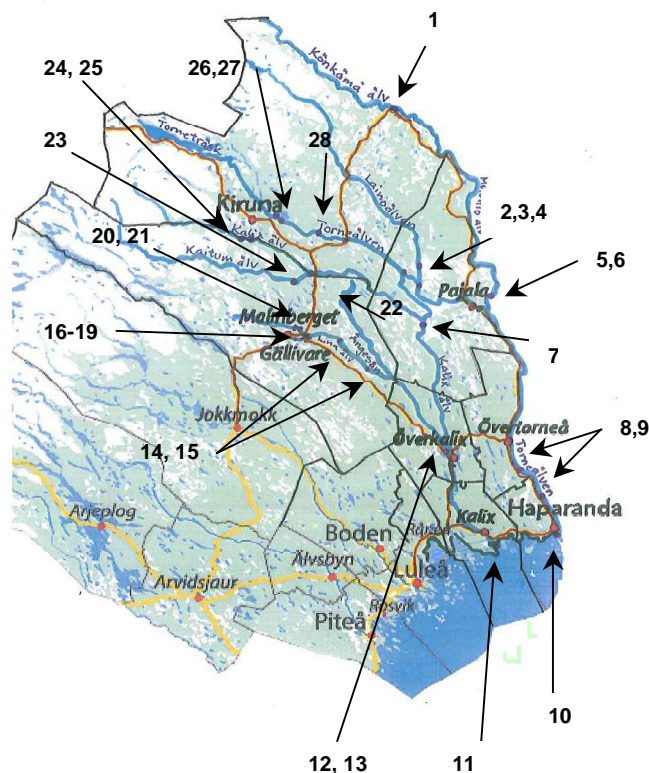 1
24, 25
26, 27
Könkämä älv
23
Torneträsk
28
Lainioälven
Kiruna
Torneälven
Kalix älv
2,3,4
20, 21
Kaitum älv
5,6
Pajala
22
Malmberget
16-19
7
Gällivare
Lina älv
Ängesån
Kalix älv
Jokkmokk
14, 15
Överkalix
Övertorneå
8,9
Torneälven
Haparanda
Arjeplog
Kalix
Boden
Råneå
Älvsbyn
Arvidsjaur
Luleå
Rosvik
Piteå
10
12, 13
11